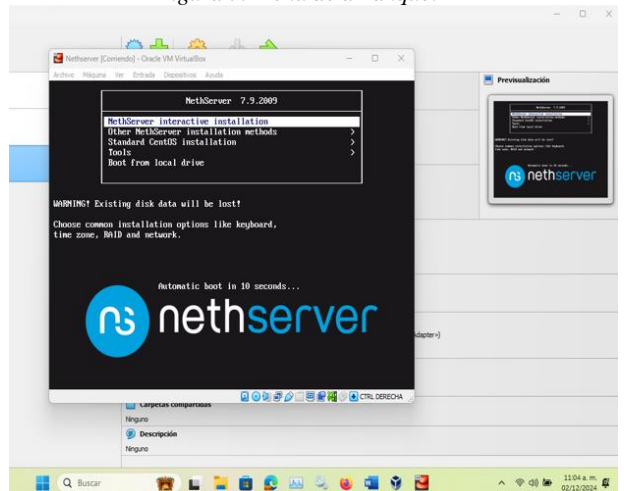 Nethserver [Corriendo] - Oracle VM VirtualBox
Archivo Máquina Ver Entrada Dispositivos Ayuda
Previsualización
NethServer 7.9.2009
NethServer interactive installation
Other NethServer installation methods >
Standard CentOS installation >
Tools >
Boot from local drive
WARNING! Existing disk data will be lost!
Choose common installation options like keyboard,
time zone, RAID and network.
Automatic boot in 10 seconds...
nethserver
nethserver
Adapter»)
CTRL DERECHA
Carpetas compartidas
Ninguno
Descripción
Ninguno
Buscar
11:04 a. m.
02/12/2024